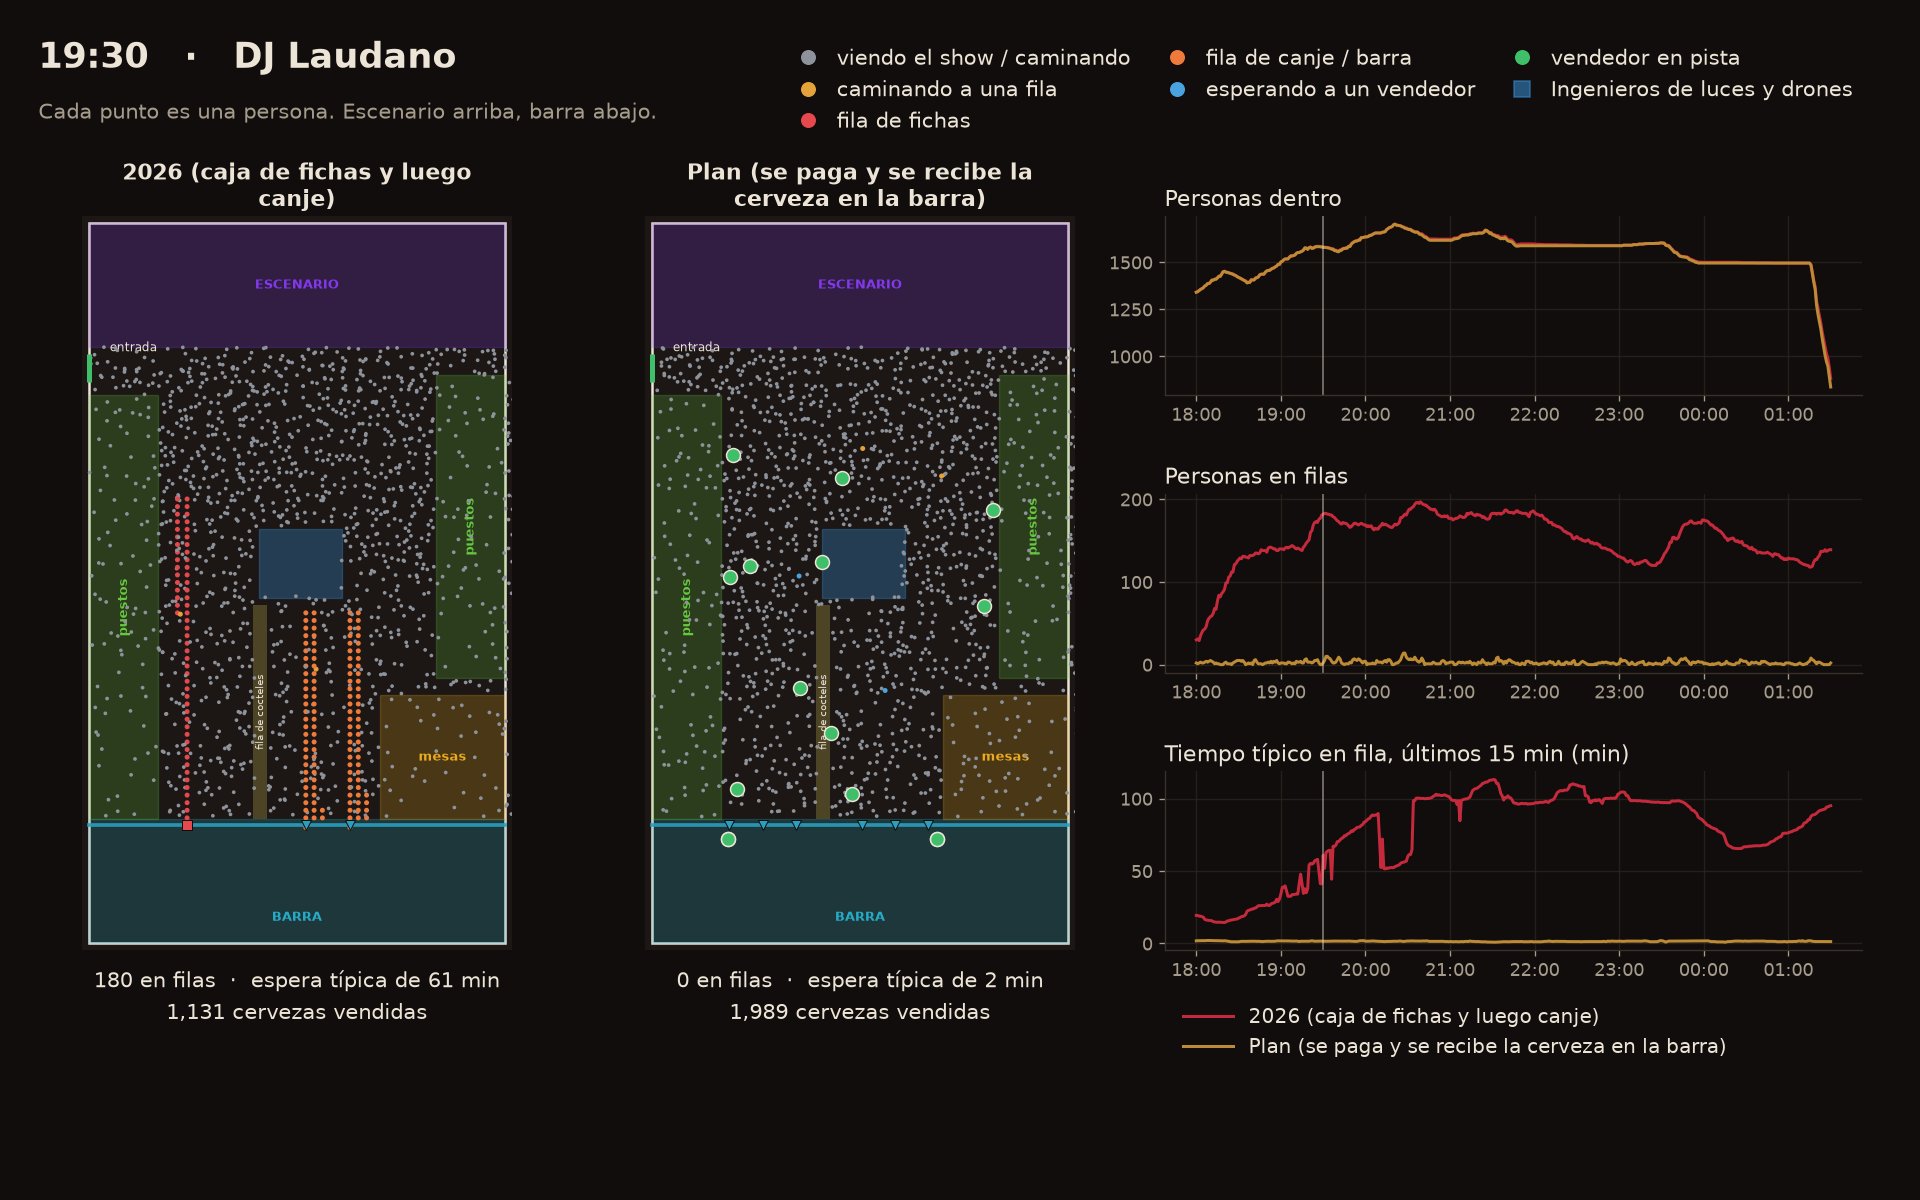 19:30 · DJ Laudano
Cada punto es una persona. Escenario arriba, barra abajo.
viendo el show / caminando
caminando a una fila
fila de fichas
fila de canje / barra
esperando a un vendedor
vendedor en pista
Ingenieros de luces y drones
2026 (caja de fichas y luego
canje)
ESCENARIO
entrada
puestos
puestos
fila de cocteles
mesas
BARRA
180 en filas · espera típica de 61 min
1,131 cervezas vendidas
Plan (se paga y se recibe la
cerveza en la barra)
ESCENARIO
entrada
puestos
puestos
fila de cocteles
mesas
BARRA
0 en filas · espera típica de 2 min
1,989 cervezas vendidas
Personas dentro
1500
1250
1000
18:00 19:00 20:00 21:00 22:00 23:00 00:00 01:00
Personas en filas
200
100
0
18:00 19:00 20:00 21:00 22:00 23:00 00:00 01:00
Tiempo típico en fila, últimos 15 min (min)
100
50
0
18:00 19:00 20:00 21:00 22:00 23:00 00:00 01:00
2026 (caja de fichas y luego canje)
Plan (se paga y se recibe la cerveza en la barra)